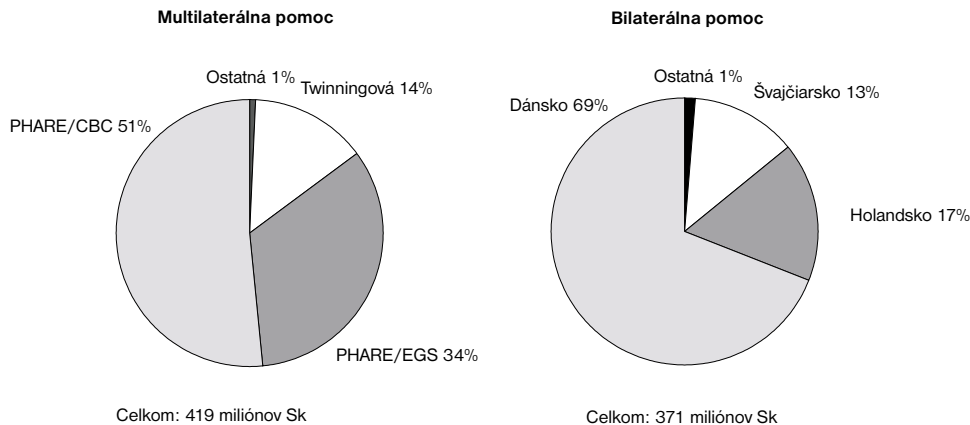 Multilaterálna pomoc
Ostatná 1%
Twinningová 14%
PHARE/CBC 51%
PHARE/EGS 34%
Celkom: 419 miliónov Sk
Bilaterálna pomoc
Ostatná 1%
Švajčiarsko 13%
Dánsko 69%
Holandsko 17%
Celkom: 371 miliónov Sk